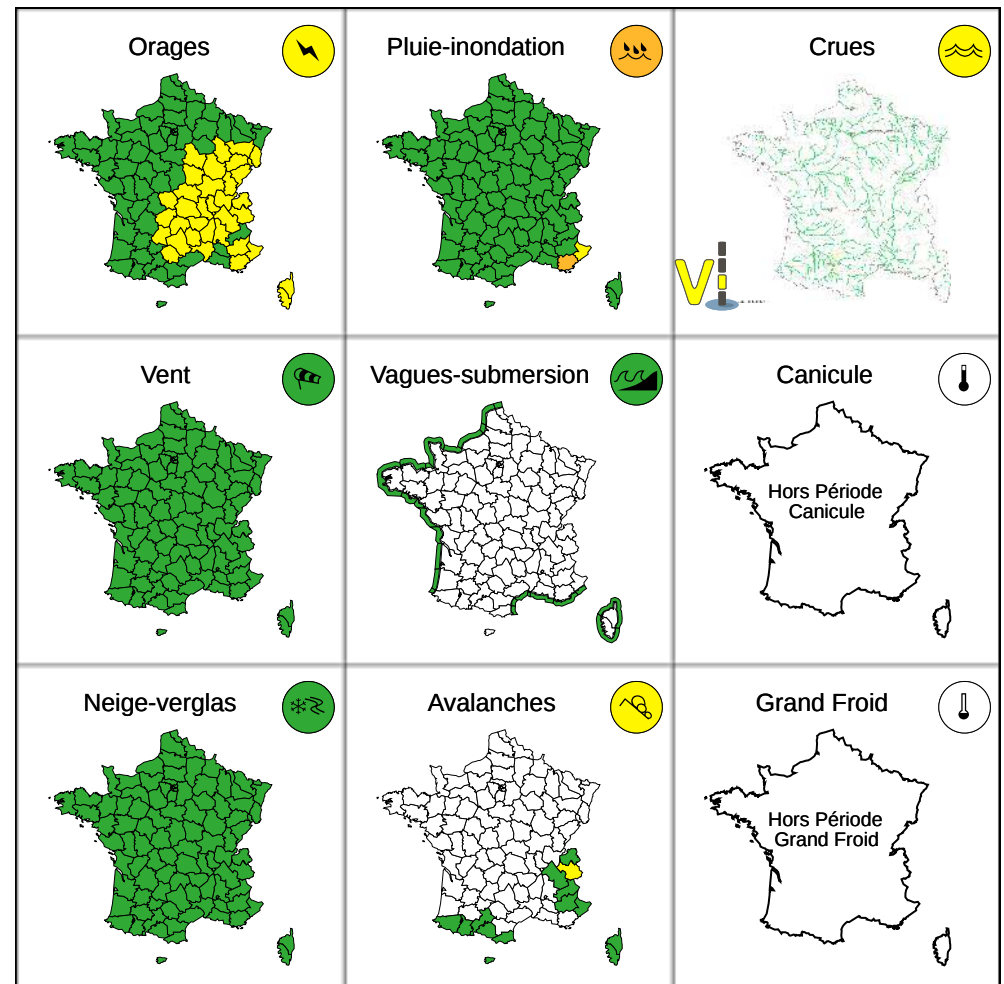 Orages
Pluie-inondation
Crues
Vi
Vent
Vagues-submersion
Canicule
Hors Période
Canicule
Neige-verglas
Avalanches
Grand Froid
Hors Période
Grand Froid